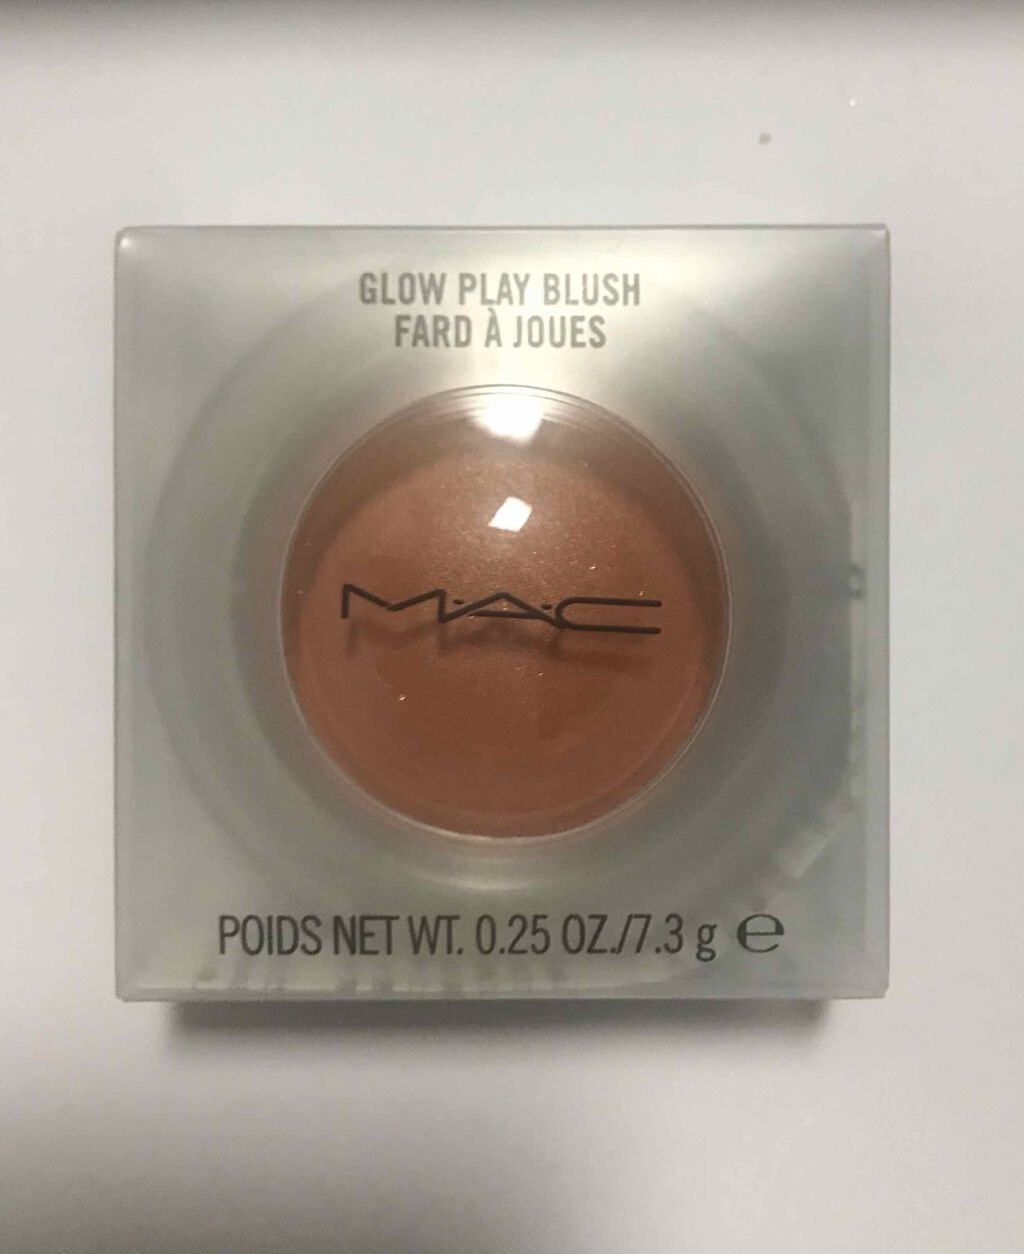 GLOW PLAY BLUSH
FARD À JOUES
M·A·C
POIDS NET WT. 0.25 OZ./7.3 g ℮